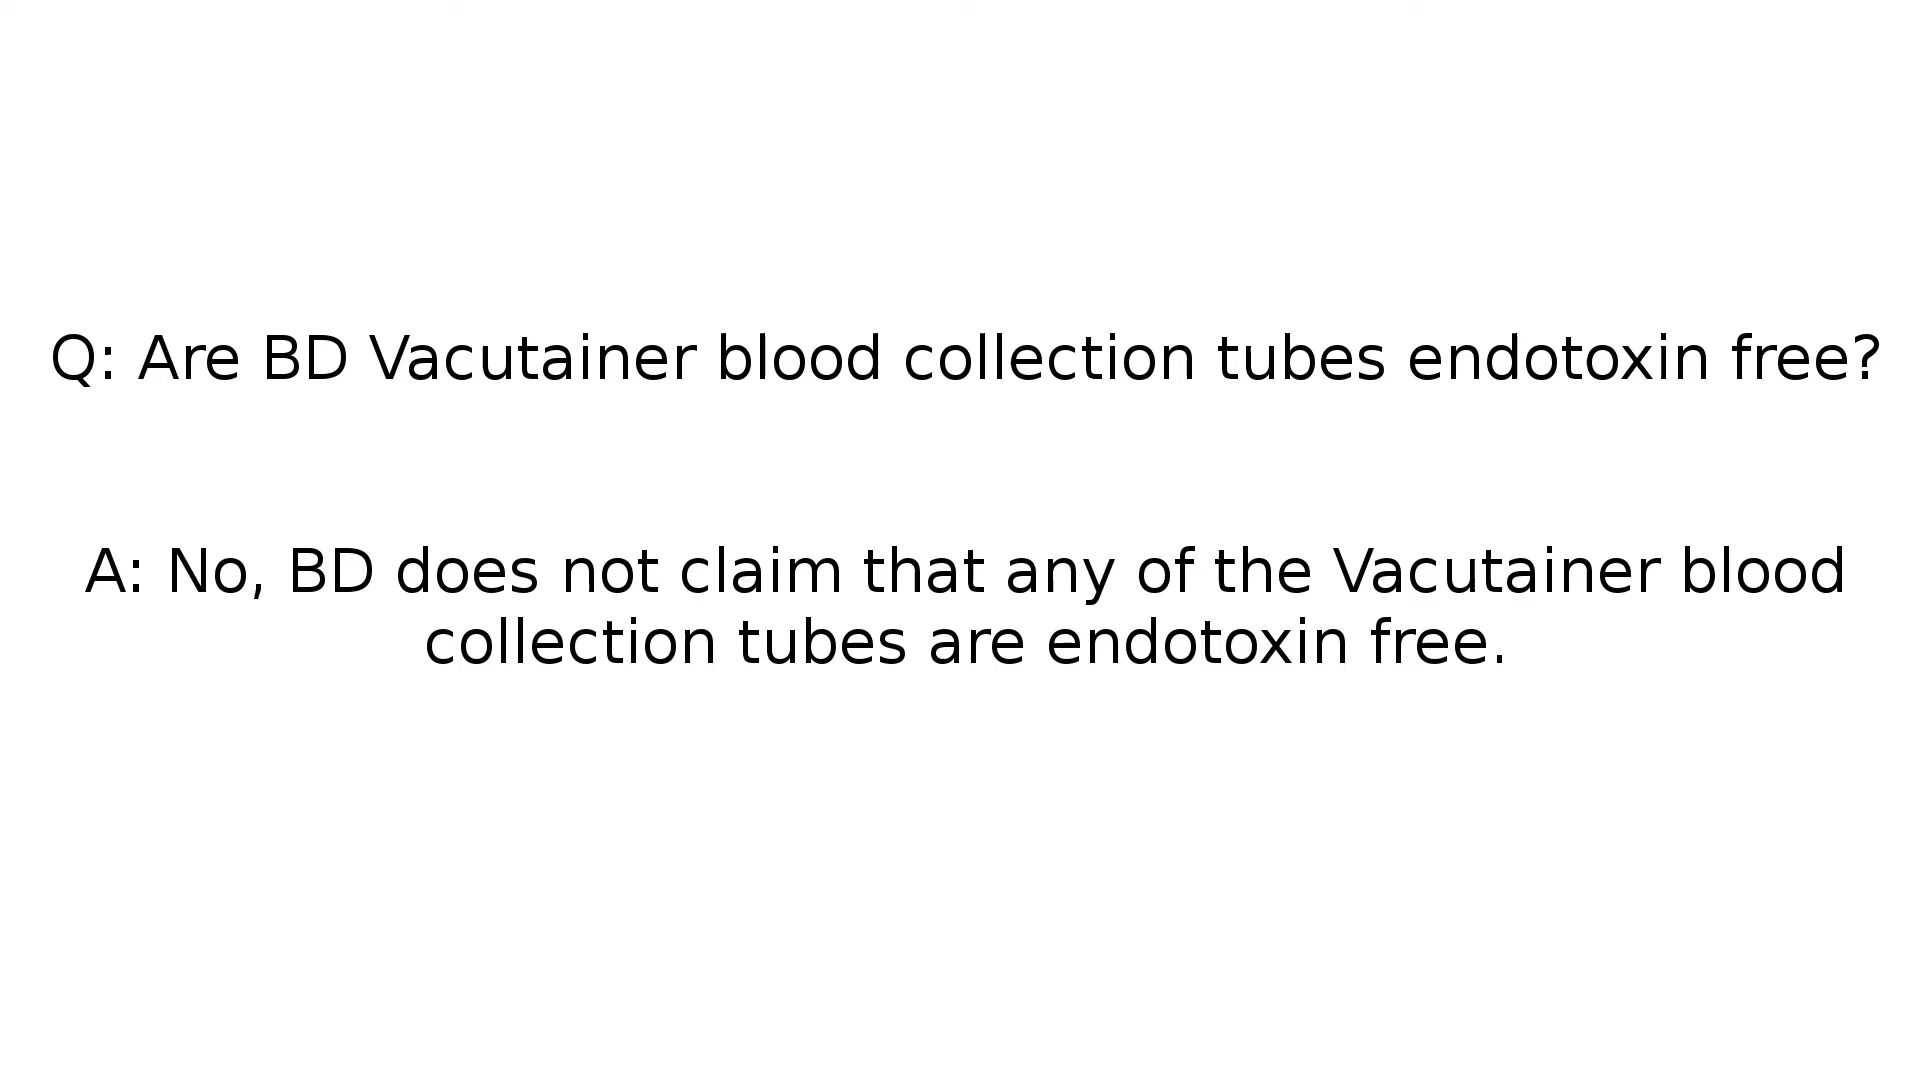 Q: Are BD Vacutainer blood collection tubes endotoxin free?
A: No, BD does not claim that any of the Vacutainer blood
collection tubes are endotoxin free.